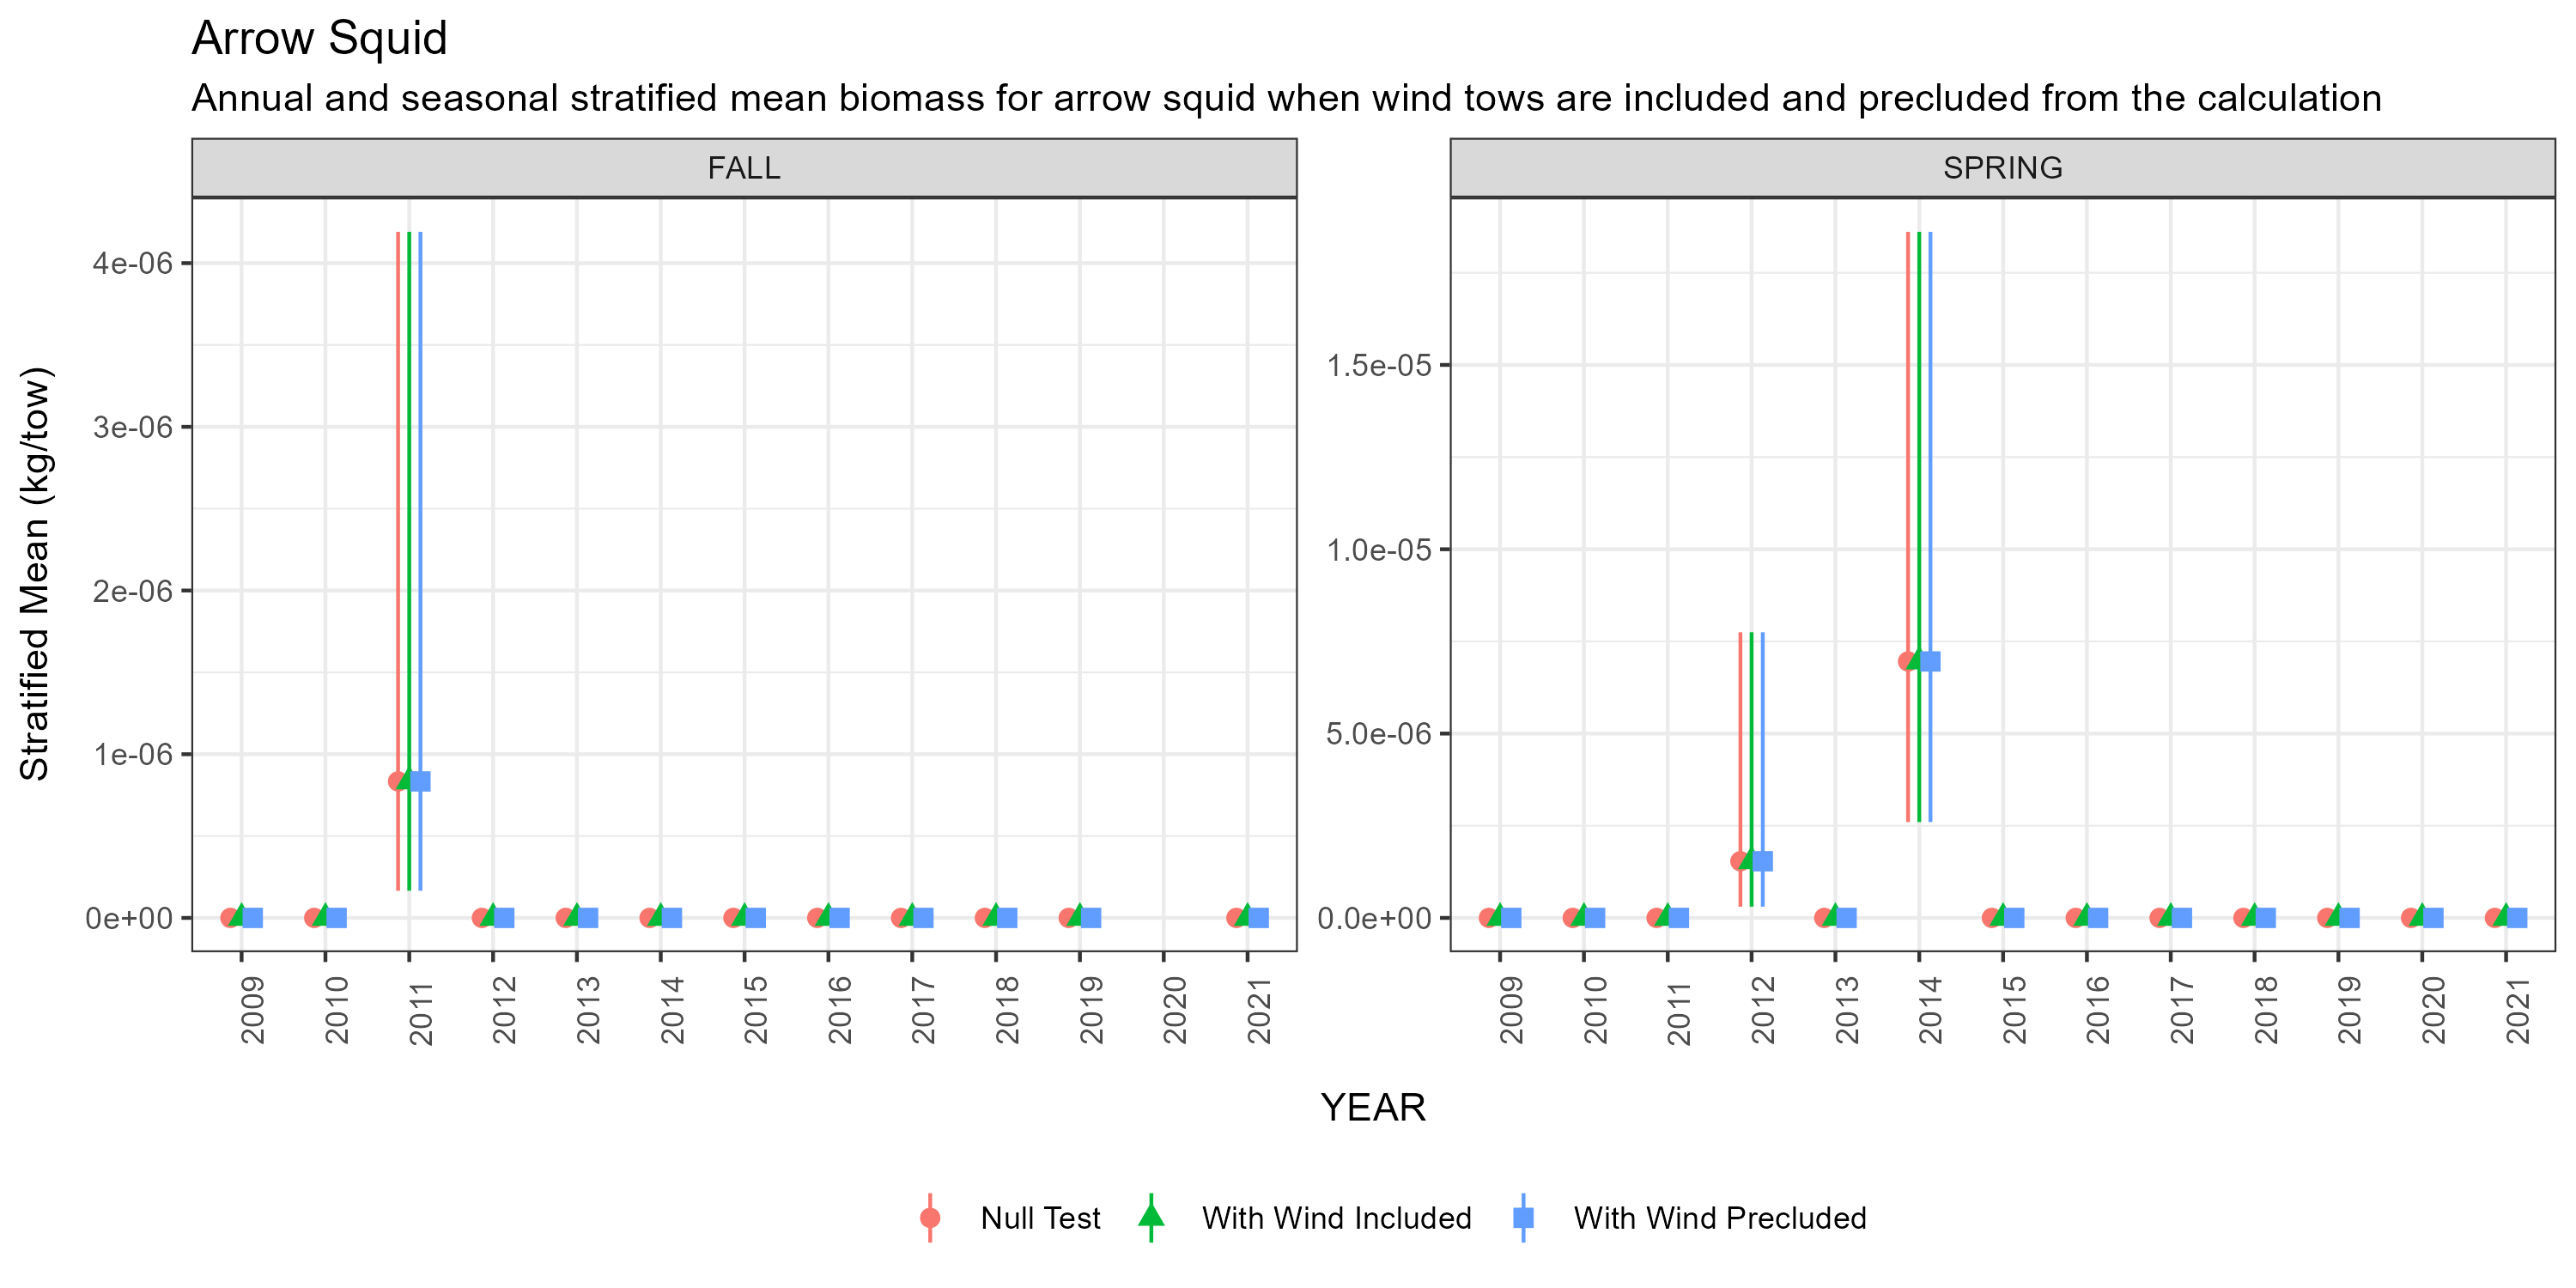 Arrow Squid
Annual and seasonal stratified mean biomass for arrow squid when wind tows are included and precluded from the calculation
FALL
SPRING
Stratified Mean (kg/tow)
4e-06
3e-06
2e-06
1e-06
0e+00
1.5e-05
1.0e-05
5.0e-06
0.0e+00
2009 2010 2011 2012 2013 2014 2015 2016 2017 2018 2019 2020 2021
2009 2010 2011 2012 2013 2014 2015 2016 2017 2018 2019 2020 2021
YEAR
Null Test With Wind Included With Wind Precluded